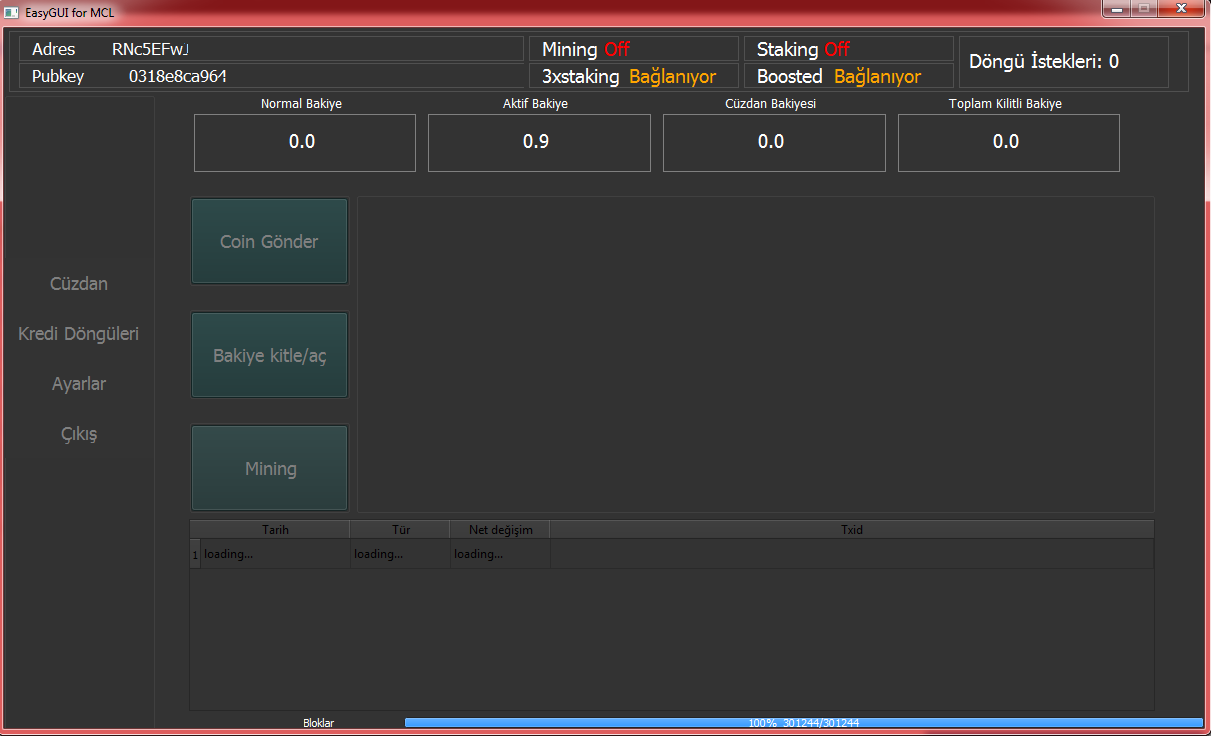 EasyGUI for MCL
Adres RNc5EFwJ
Mining Off
Staking Off
Döngü İstekleri: 0
Pubkey 0318e8ca964
3xstaking Bağlanıyor
Boosted Bağlanıyor
Normal Bakiye
Aktif Bakiye
Cüzdan Bakiyesi
Toplam Kilitli Bakiye
0.0
0.9
0.0
0.0
Cüzdan
Kredi Döngüleri
Ayarlar
Çıkış
Coin Gönder
Bakiye kitle/aç
Mining
Tarih Tür Net değişim Txid
1 loading... loading... loading...
Bloklar 100% 301244/301244